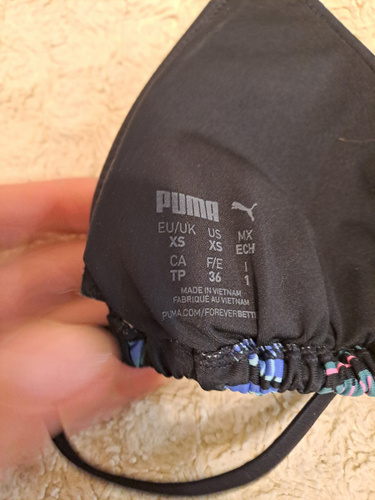 PUMA
EU/UK US MX
XS XS ECH
CA F/E I
TP 36 1
MADE IN VIETNAM
FABRIQUÉ AU VIETNAM
PUMA.COM/FOREVERBETT